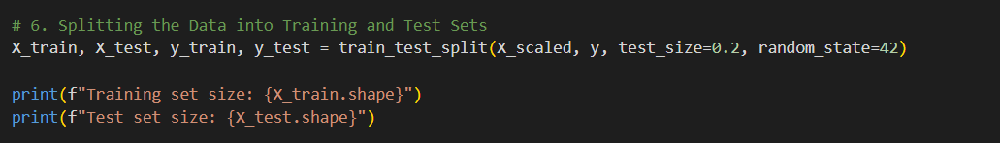 # 6. Splitting the Data into Training and Test Sets
X_train, X_test, y_train, y_test = train_test_split(X_scaled, y, test_size=0.2, random_state=42)
print(f"Training set size: {X_train.shape}")
print(f"Test set size: {X_test.shape}")